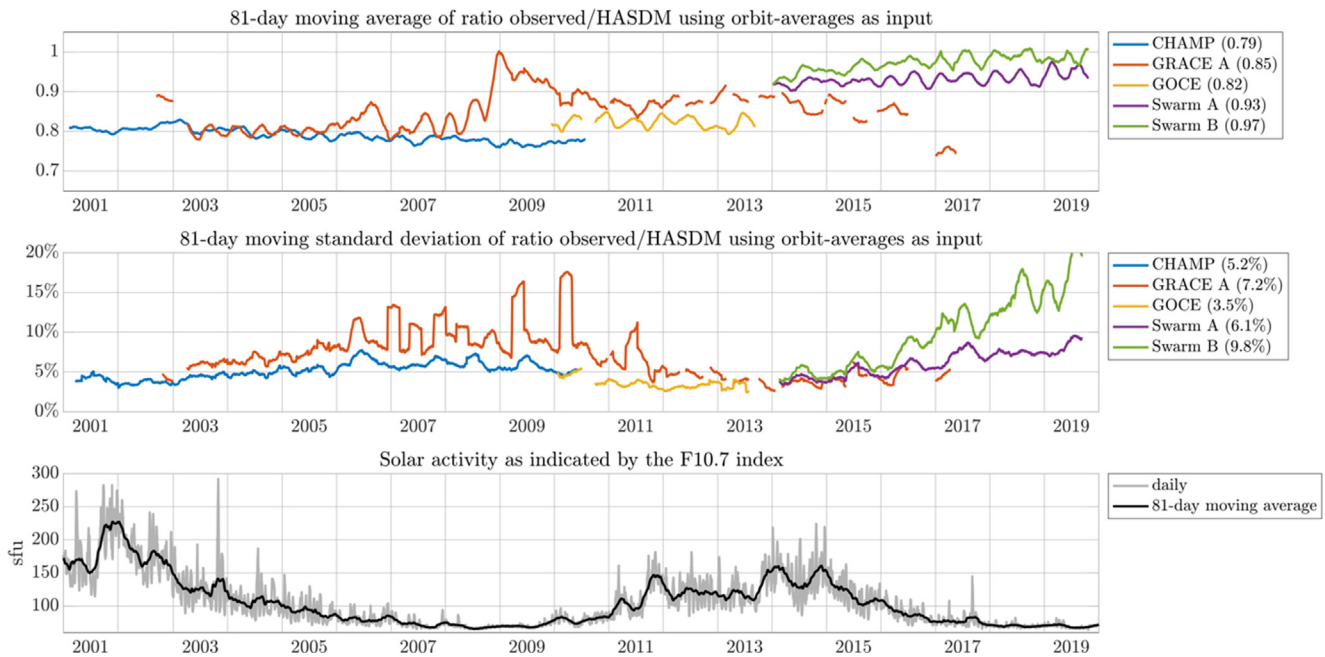 81-day moving average of ratio observed/HASDM using orbit-averages as input
1
0.9
0.8
0.7
2001 2003 2005 2007 2009 2011 2013 2015 2017 2019
CHAMP (0.79)
GRACE A (0.85)
GOCE (0.82)
Swarm A (0.93)
Swarm B (0.97)
81-day moving standard deviation of ratio observed/HASDM using orbit-averages as input
20%
15%
10%
5%
0%
2001 2003 2005 2007 2009 2011 2013 2015 2017 2019
CHAMP (5.2%)
GRACE A (7.2%)
GOCE (3.5%)
Swarm A (6.1%)
Swarm B (9.8%)
Solar activity as indicated by the F10.7 index
300
250
200
150
100
sfu
2001 2003 2005 2007 2009 2011 2013 2015 2017 2019
daily
81-day moving average